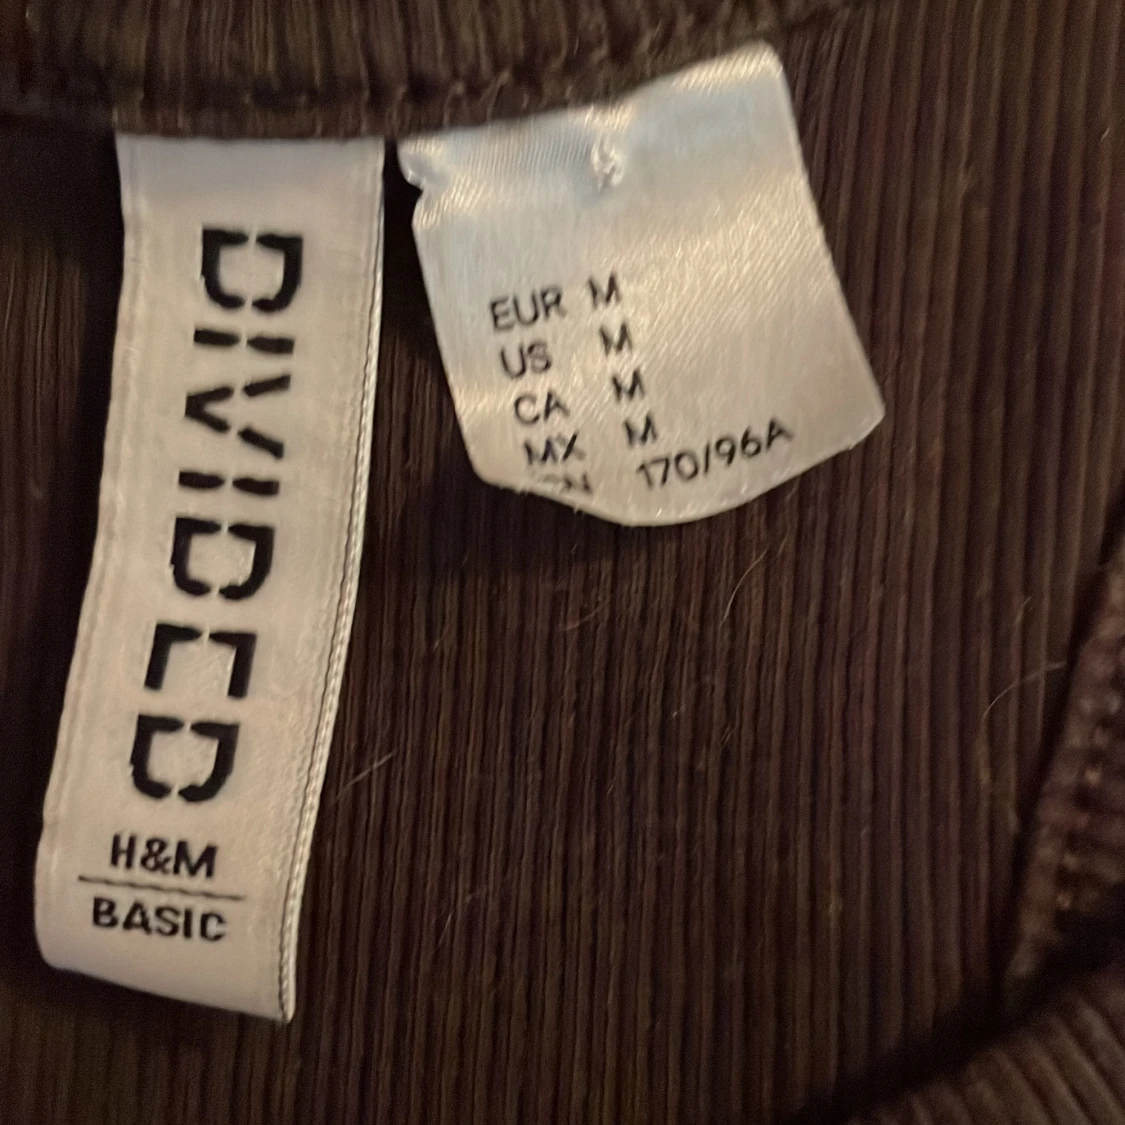 DIVIDED
H&M
BASIC
EUR M
US M
CA M
MX M
170/96A